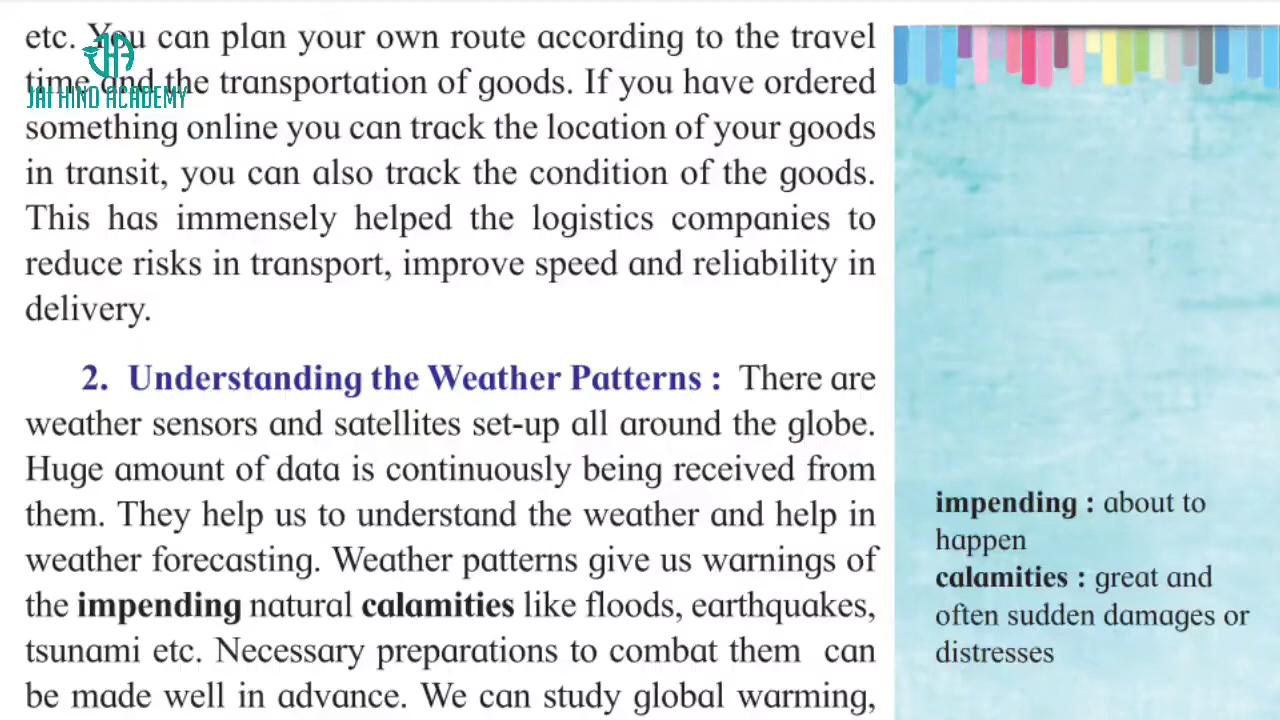 etc. You can plan your own route according to the travel
time and the transportation of goods. If you have ordered
JAI HIND ACADEMY
something online you can track the location of your goods
in transit, you can also track the condition of the goods.
This has immensely helped the logistics companies to
reduce risks in transport, improve speed and reliability in
delivery.
2. Understanding the Weather Patterns : There are
weather sensors and satellites set-up all around the globe.
Huge amount of data is continuously being received from
them. They help us to understand the weather and help in
weather forecasting. Weather patterns give us warnings of
the impending natural calamities like floods, earthquakes,
tsunami etc. Necessary preparations to combat them can
be made well in advance. We can study global warming,
impending : about to
happen
calamities : great and
often sudden damages or
distresses